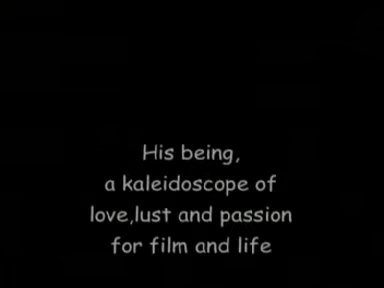 His being,
a kaleidoscope of
love,lust and passion
for film and life